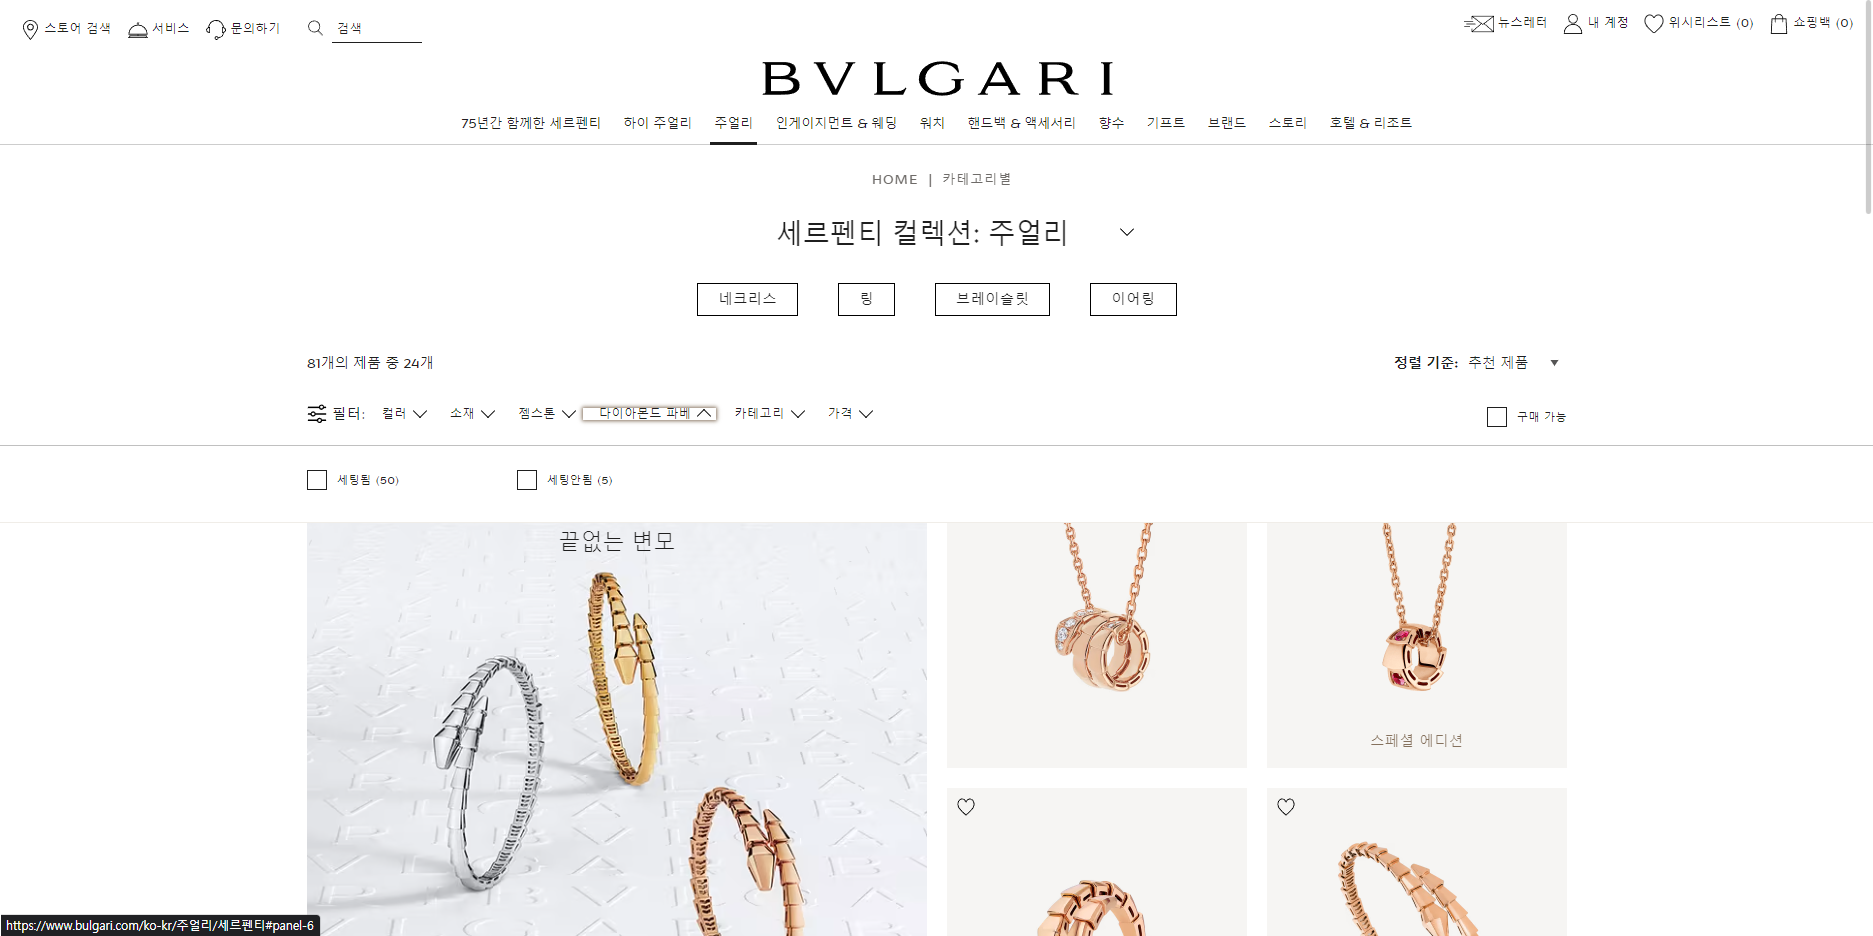 스토어 검색 서비스 문의하기 검색 뉴스레터 내 계정 위시리스트 (0) 쇼핑백 (0)
BVLGARI
75년간 함께한 세르펜티 하이 주얼리 주얼리 인게이지먼트 & 웨딩 워치 핸드백 & 액세서리 향수 기프트 브랜드 스토리 호텔 & 리조트
HOME | 카테고리별
세르펜티 컬렉션: 주얼리
네크리스 링 브레이슬릿 이어링
81개의 제품 중 24개 정렬 기준: 추천 제품
필터: 컬러 소재 젬스톤 다이아몬드 파베 카테고리 가격 구매 가능
세팅됨 (50) 세팅안됨 (5)
끝없는 변모
스페셜 에디션
https://www.bulgari.com/ko-kr/주얼리/세르펜티#panel-6